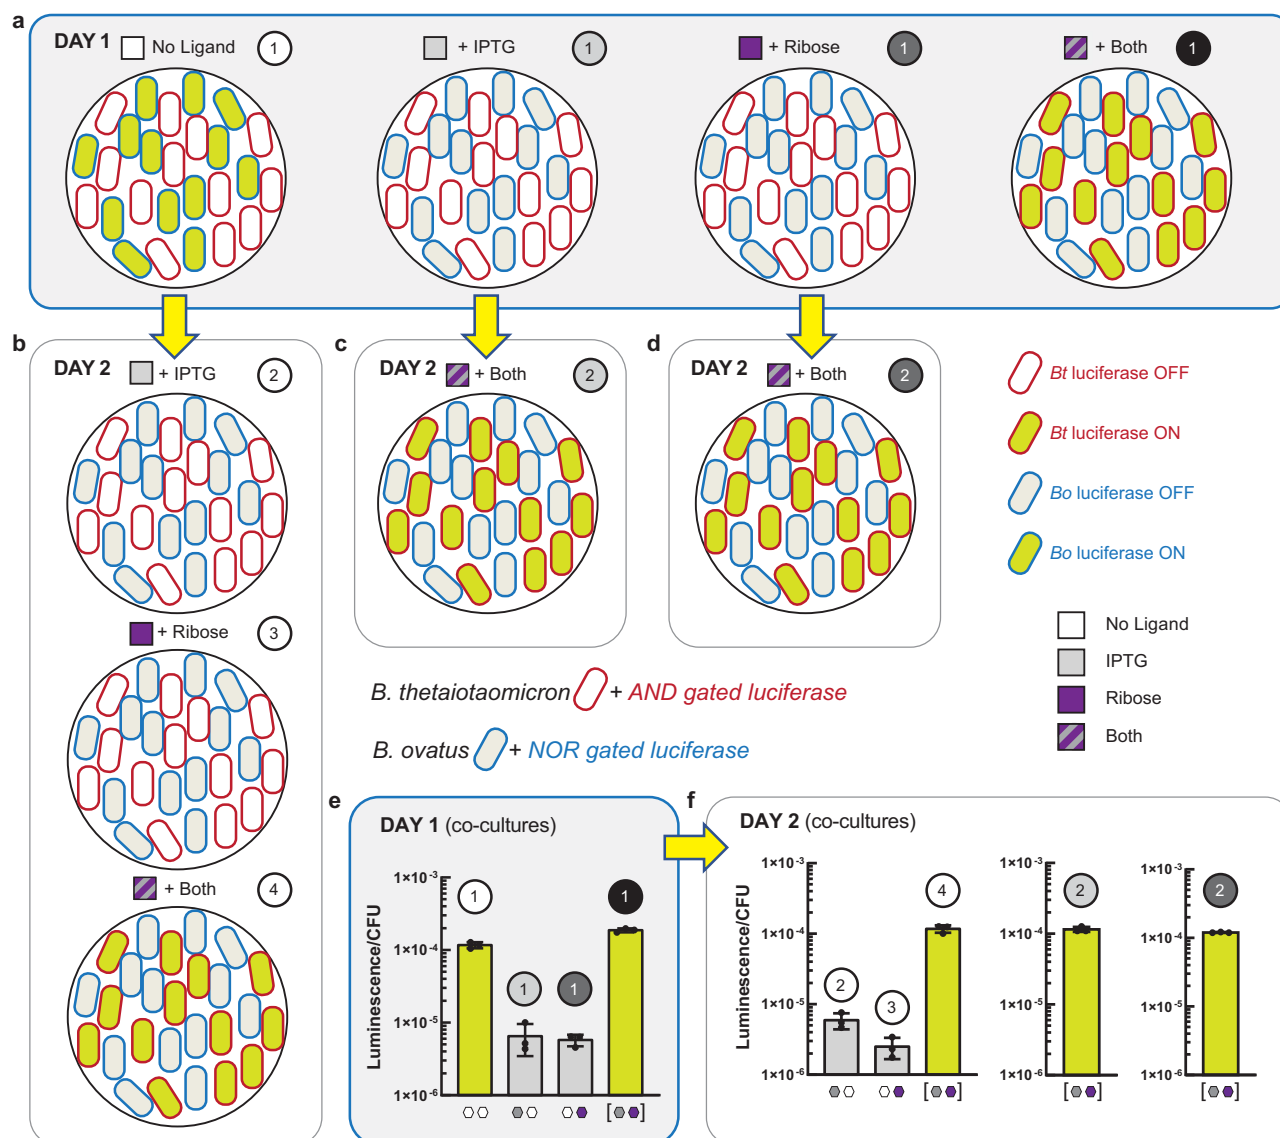 a
DAY 1 No Ligand 1 + IPTG 1 + Ribose 1 + Both 1
b DAY 2 + IPTG 2
c DAY 2 + Both 2
d DAY 2 + Both 2
+ Ribose 3
+ Both 4
Bt luciferase OFF
Bt luciferase ON
Bo luciferase OFF
Bo luciferase ON
No Ligand
IPTG
Ribose
Both
B. thetaiotaomicron + AND gated luciferase
B. ovatus + NOR gated luciferase
e
DAY 1 (co-cultures)
Luminescence/CFU
1×10⁻³
1×10⁻⁴
1×10⁻⁵
1×10⁻⁶
1 1 1 1
[ ]
f
DAY 2 (co-cultures)
Luminescence/CFU
1×10⁻³
1×10⁻⁴
1×10⁻⁵
1×10⁻⁶
2 3 4
[ ]
1×10⁻³
1×10⁻⁴
1×10⁻⁵
1×10⁻⁶
2
[ ]
1×10⁻³
1×10⁻⁴
1×10⁻⁵
1×10⁻⁶
2
[ ]